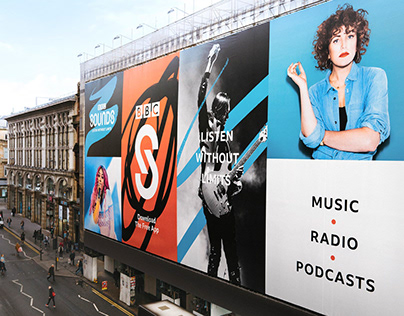 BBC
SOUNDS
BBC
S
Download
The Free App
LISTEN
WITHOUT
LIMITS
MUSIC
• RADIO •
PODCASTS